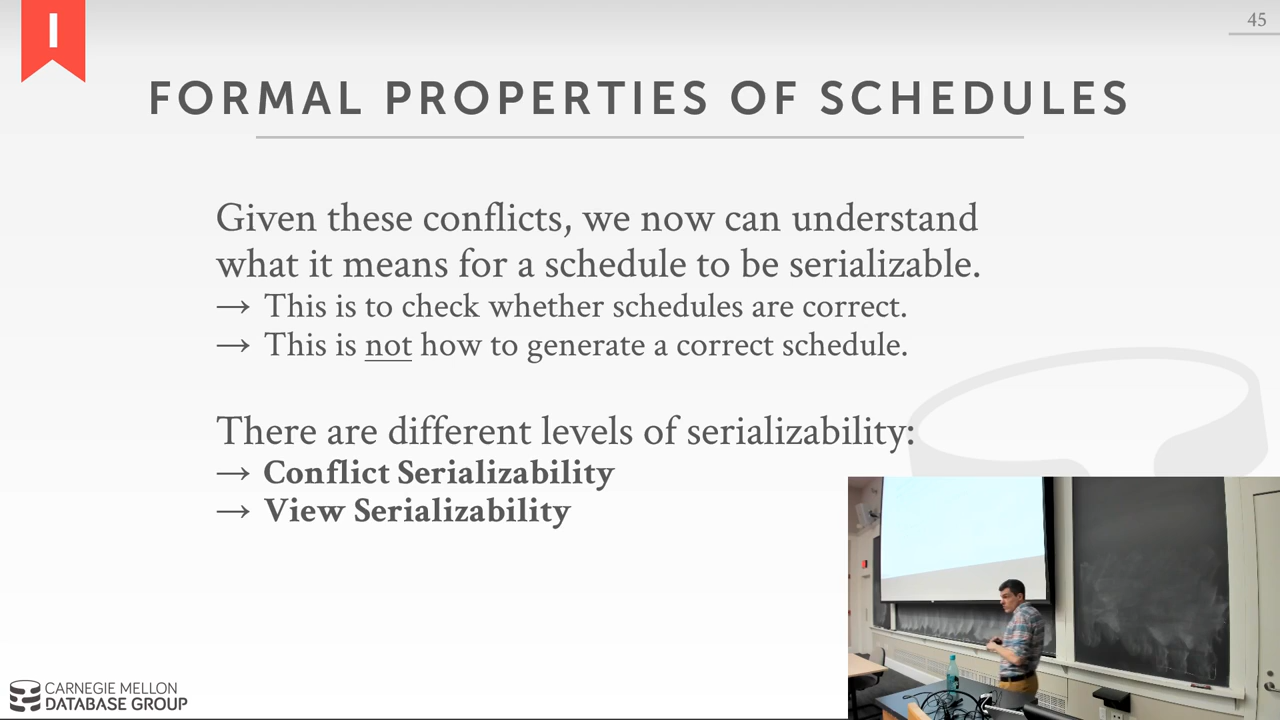 I
45
FORMAL PROPERTIES OF SCHEDULES
Given these conflicts, we now can understand
what it means for a schedule to be serializable.
→ This is to check whether schedules are correct.
→ This is not how to generate a correct schedule.
There are different levels of serializability:
→ Conflict Serializability
→ View Serializability
CARNEGIE MELLON
DATABASE GROUP